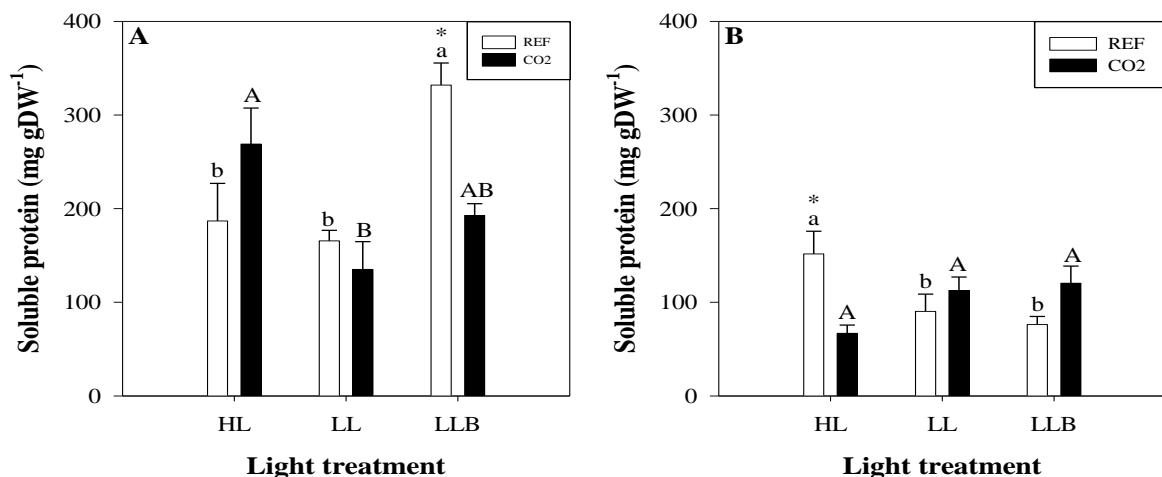 A
Soluble protein (mg gDW-1)
400
300
200
100
0
REF
CO2
b
A
b
B
*
a
AB
HL
LL
LLB
Light treatment
B
Soluble protein (mg gDW-1)
400
300
200
100
0
REF
CO2
*
a
A
b
A
b
A
HL
LL
LLB
Light treatment